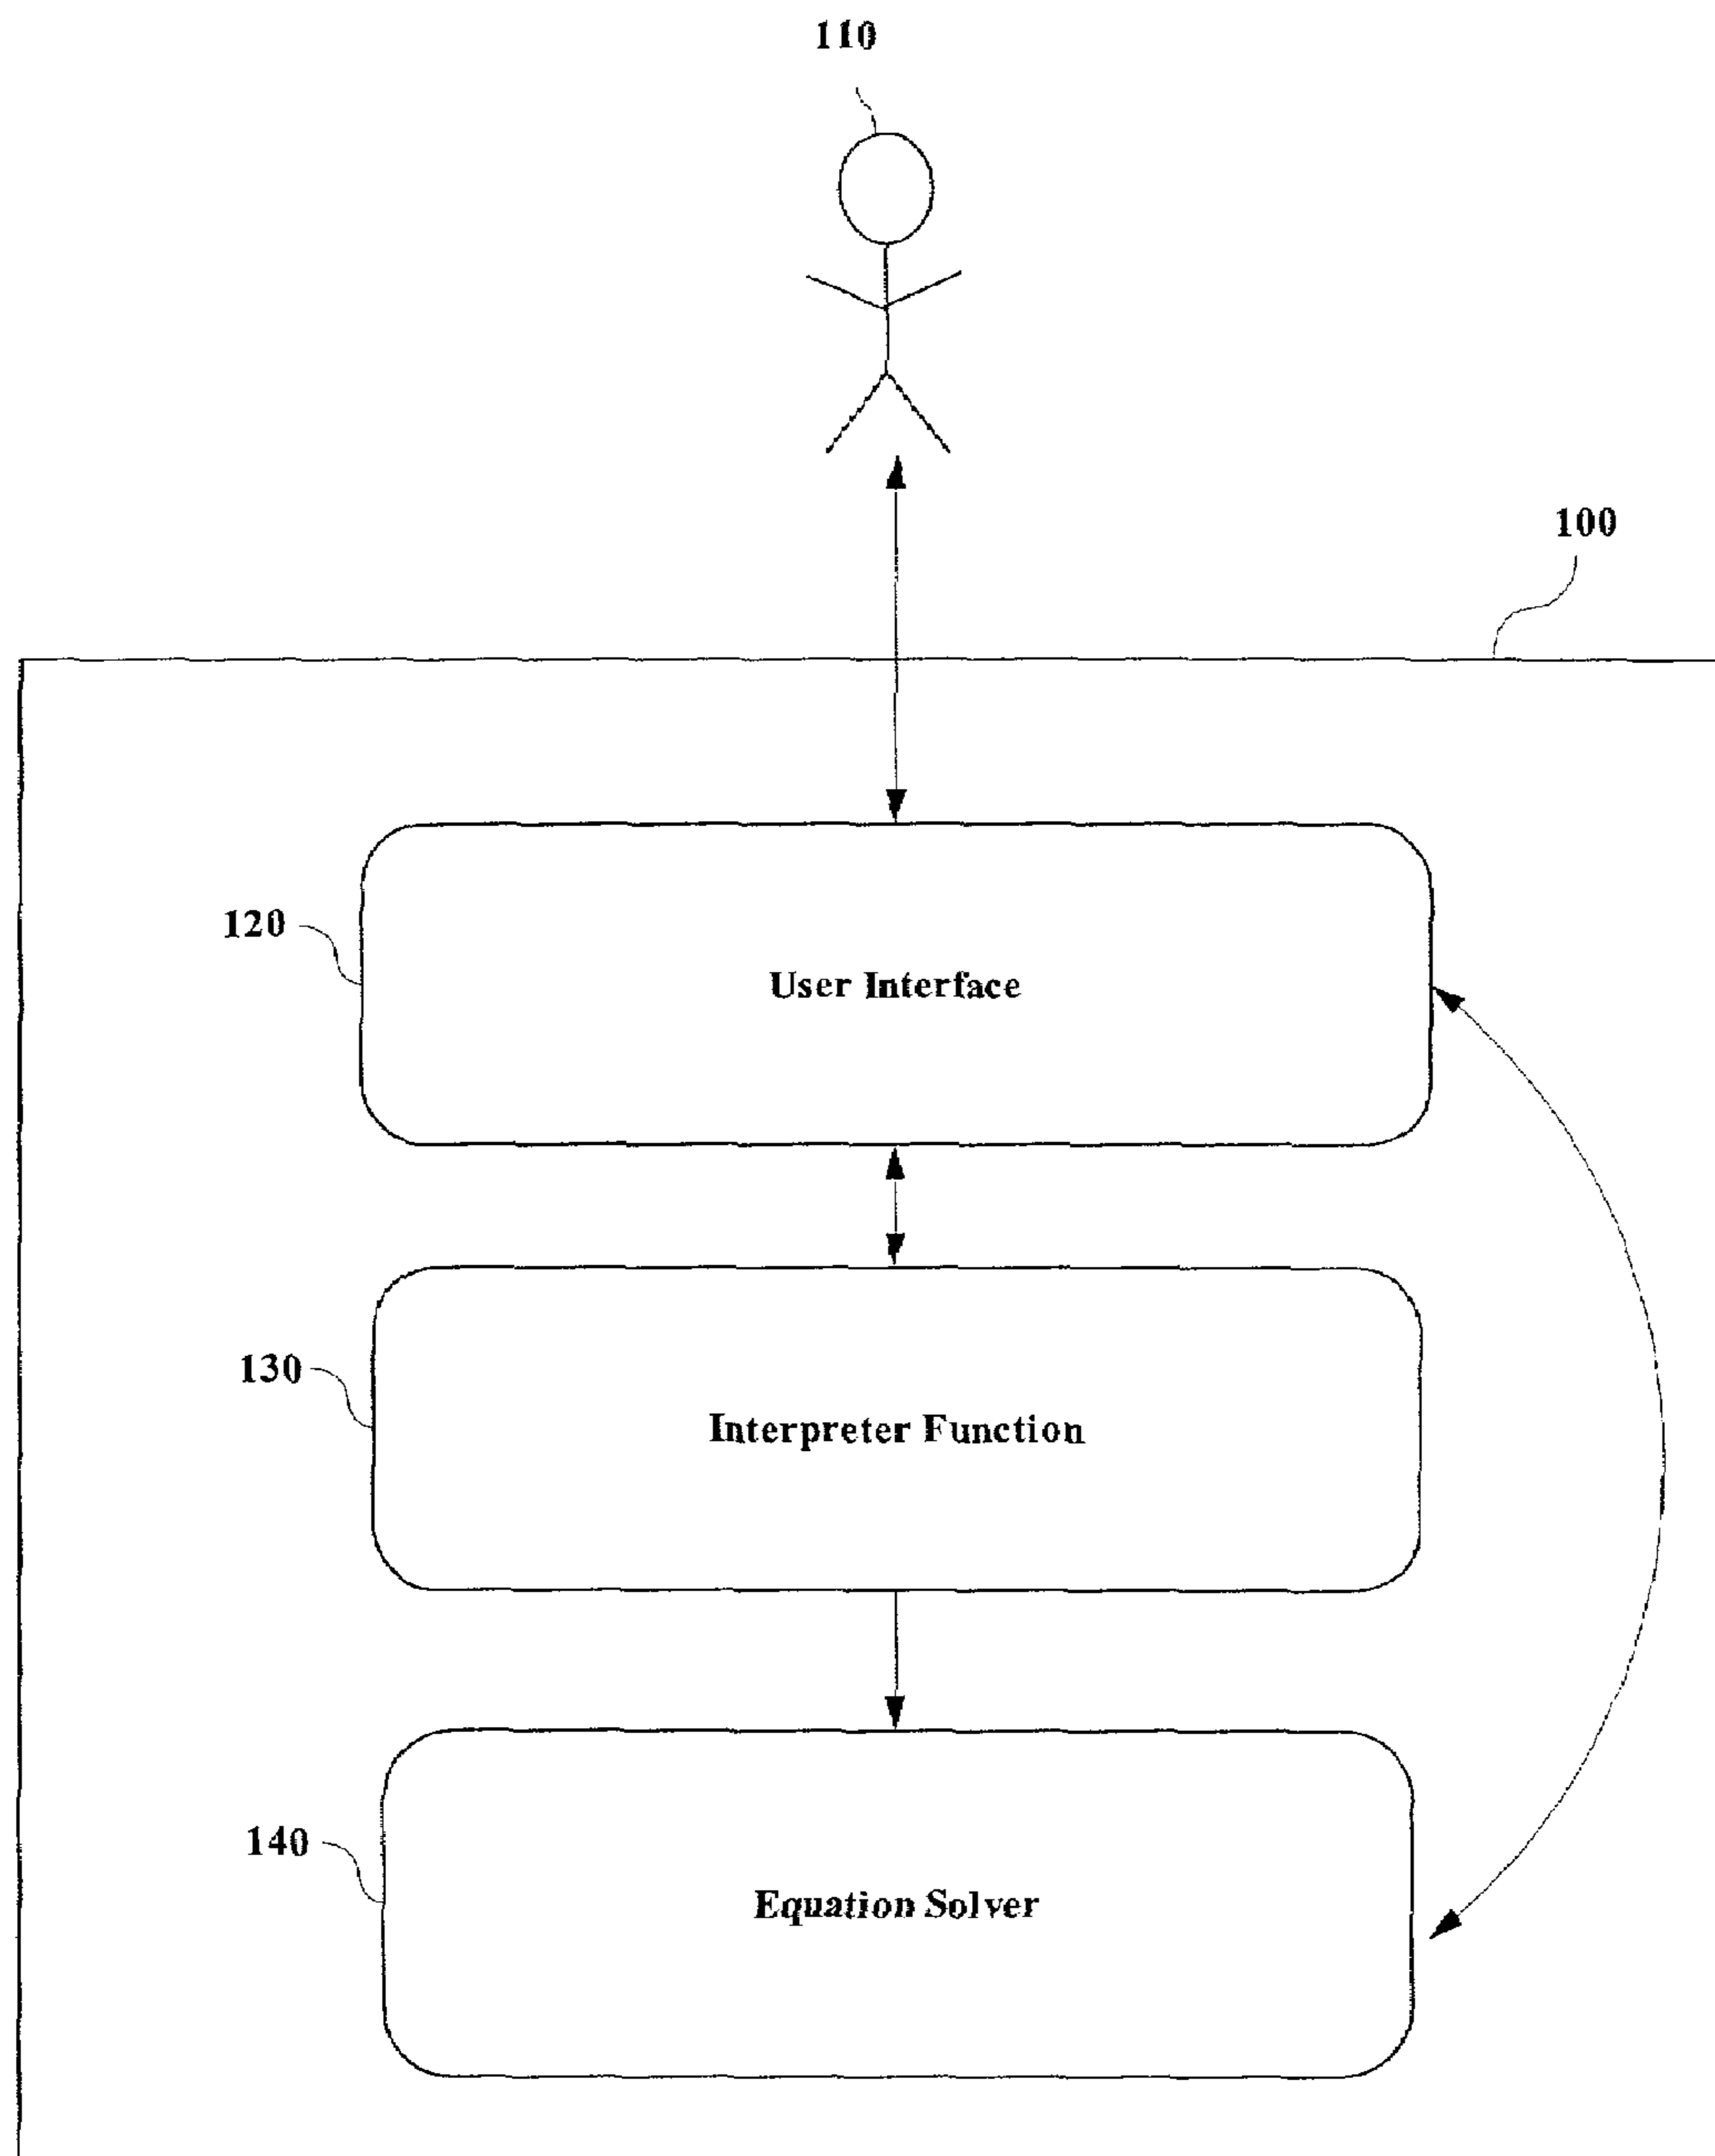 110
100
120
User Interface
130
Interpreter Function
140
Equation Solver